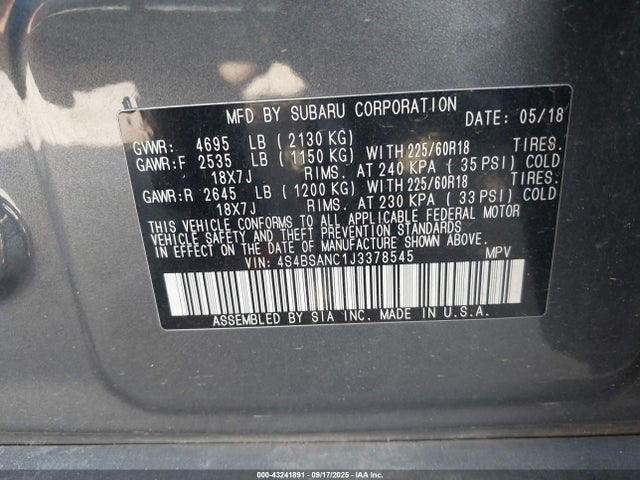 MFD BY SUBARU CORPORATION DATE: 05/18
GVWR: 4695 LB (2130 KG)
GAWR:F 2535 LB (1150 KG) WITH 225/60R18 TIRES.
18X7J RIMS. AT 240 KPA (35 PSI) COLD
GAWR:R 2645 LB (1200 KG) WITH 225/60R18 TIRES.
18X7J RIMS. AT 230 KPA (33 PSI) COLD
THIS VEHICLE CONFORMS TO ALL APPLICABLE FEDERAL MOTOR
VEHICLE SAFETY AND THEFT PREVENTION STANDARDS
IN EFFECT ON THE DATE OF MANUFACTURE SHOWN ABOVE.
VIN: 4S4BSANC1J3378545 MPV
ASSEMBLED BY SIA INC. MADE IN U.S.A.
000-43241891 - 09/17/2025 - IAA Inc.